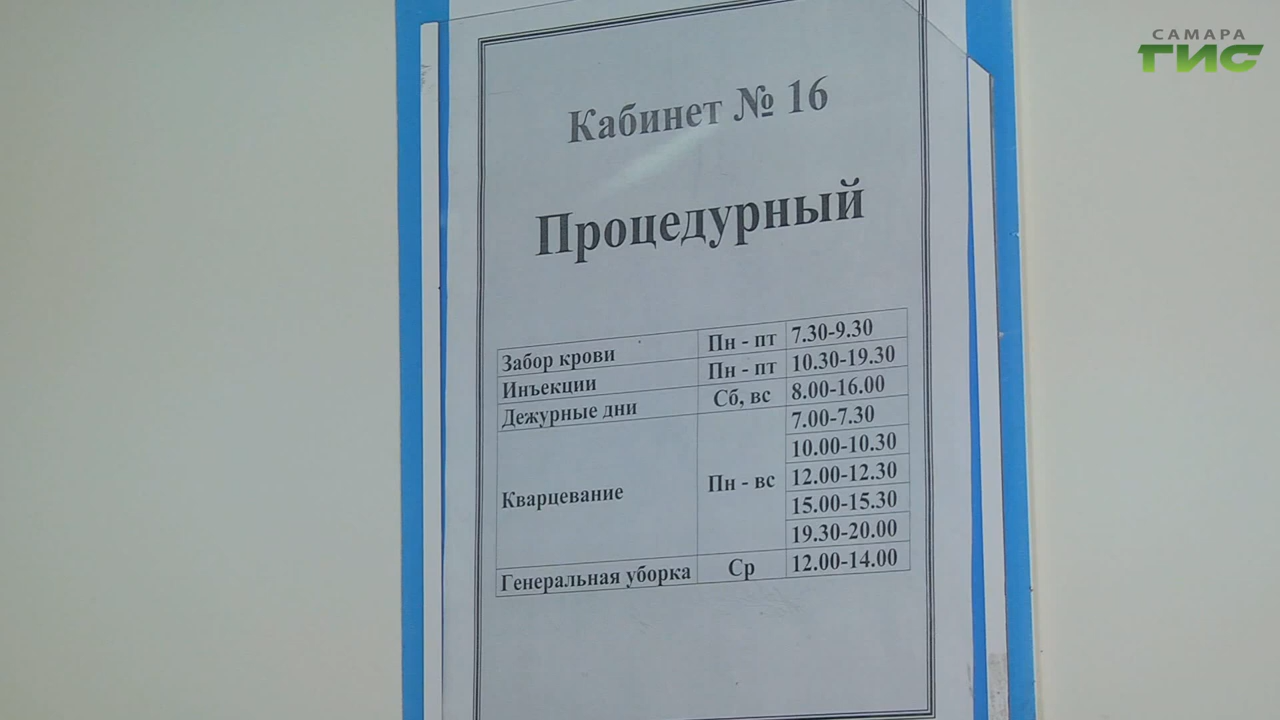 САМАРА
ГИС
Кабинет № 16
Процедурный
Забор крови Пн - пт 7.30-9.30
Инъекции Пн - пт 10.30-19.30
Дежурные дни Сб, вс 8.00-16.00
Кварцевание Пн - вс 7.00-7.30
10.00-10.30
12.00-12.30
15.00-15.30
19.30-20.00
Генеральная уборка Ср 12.00-14.00